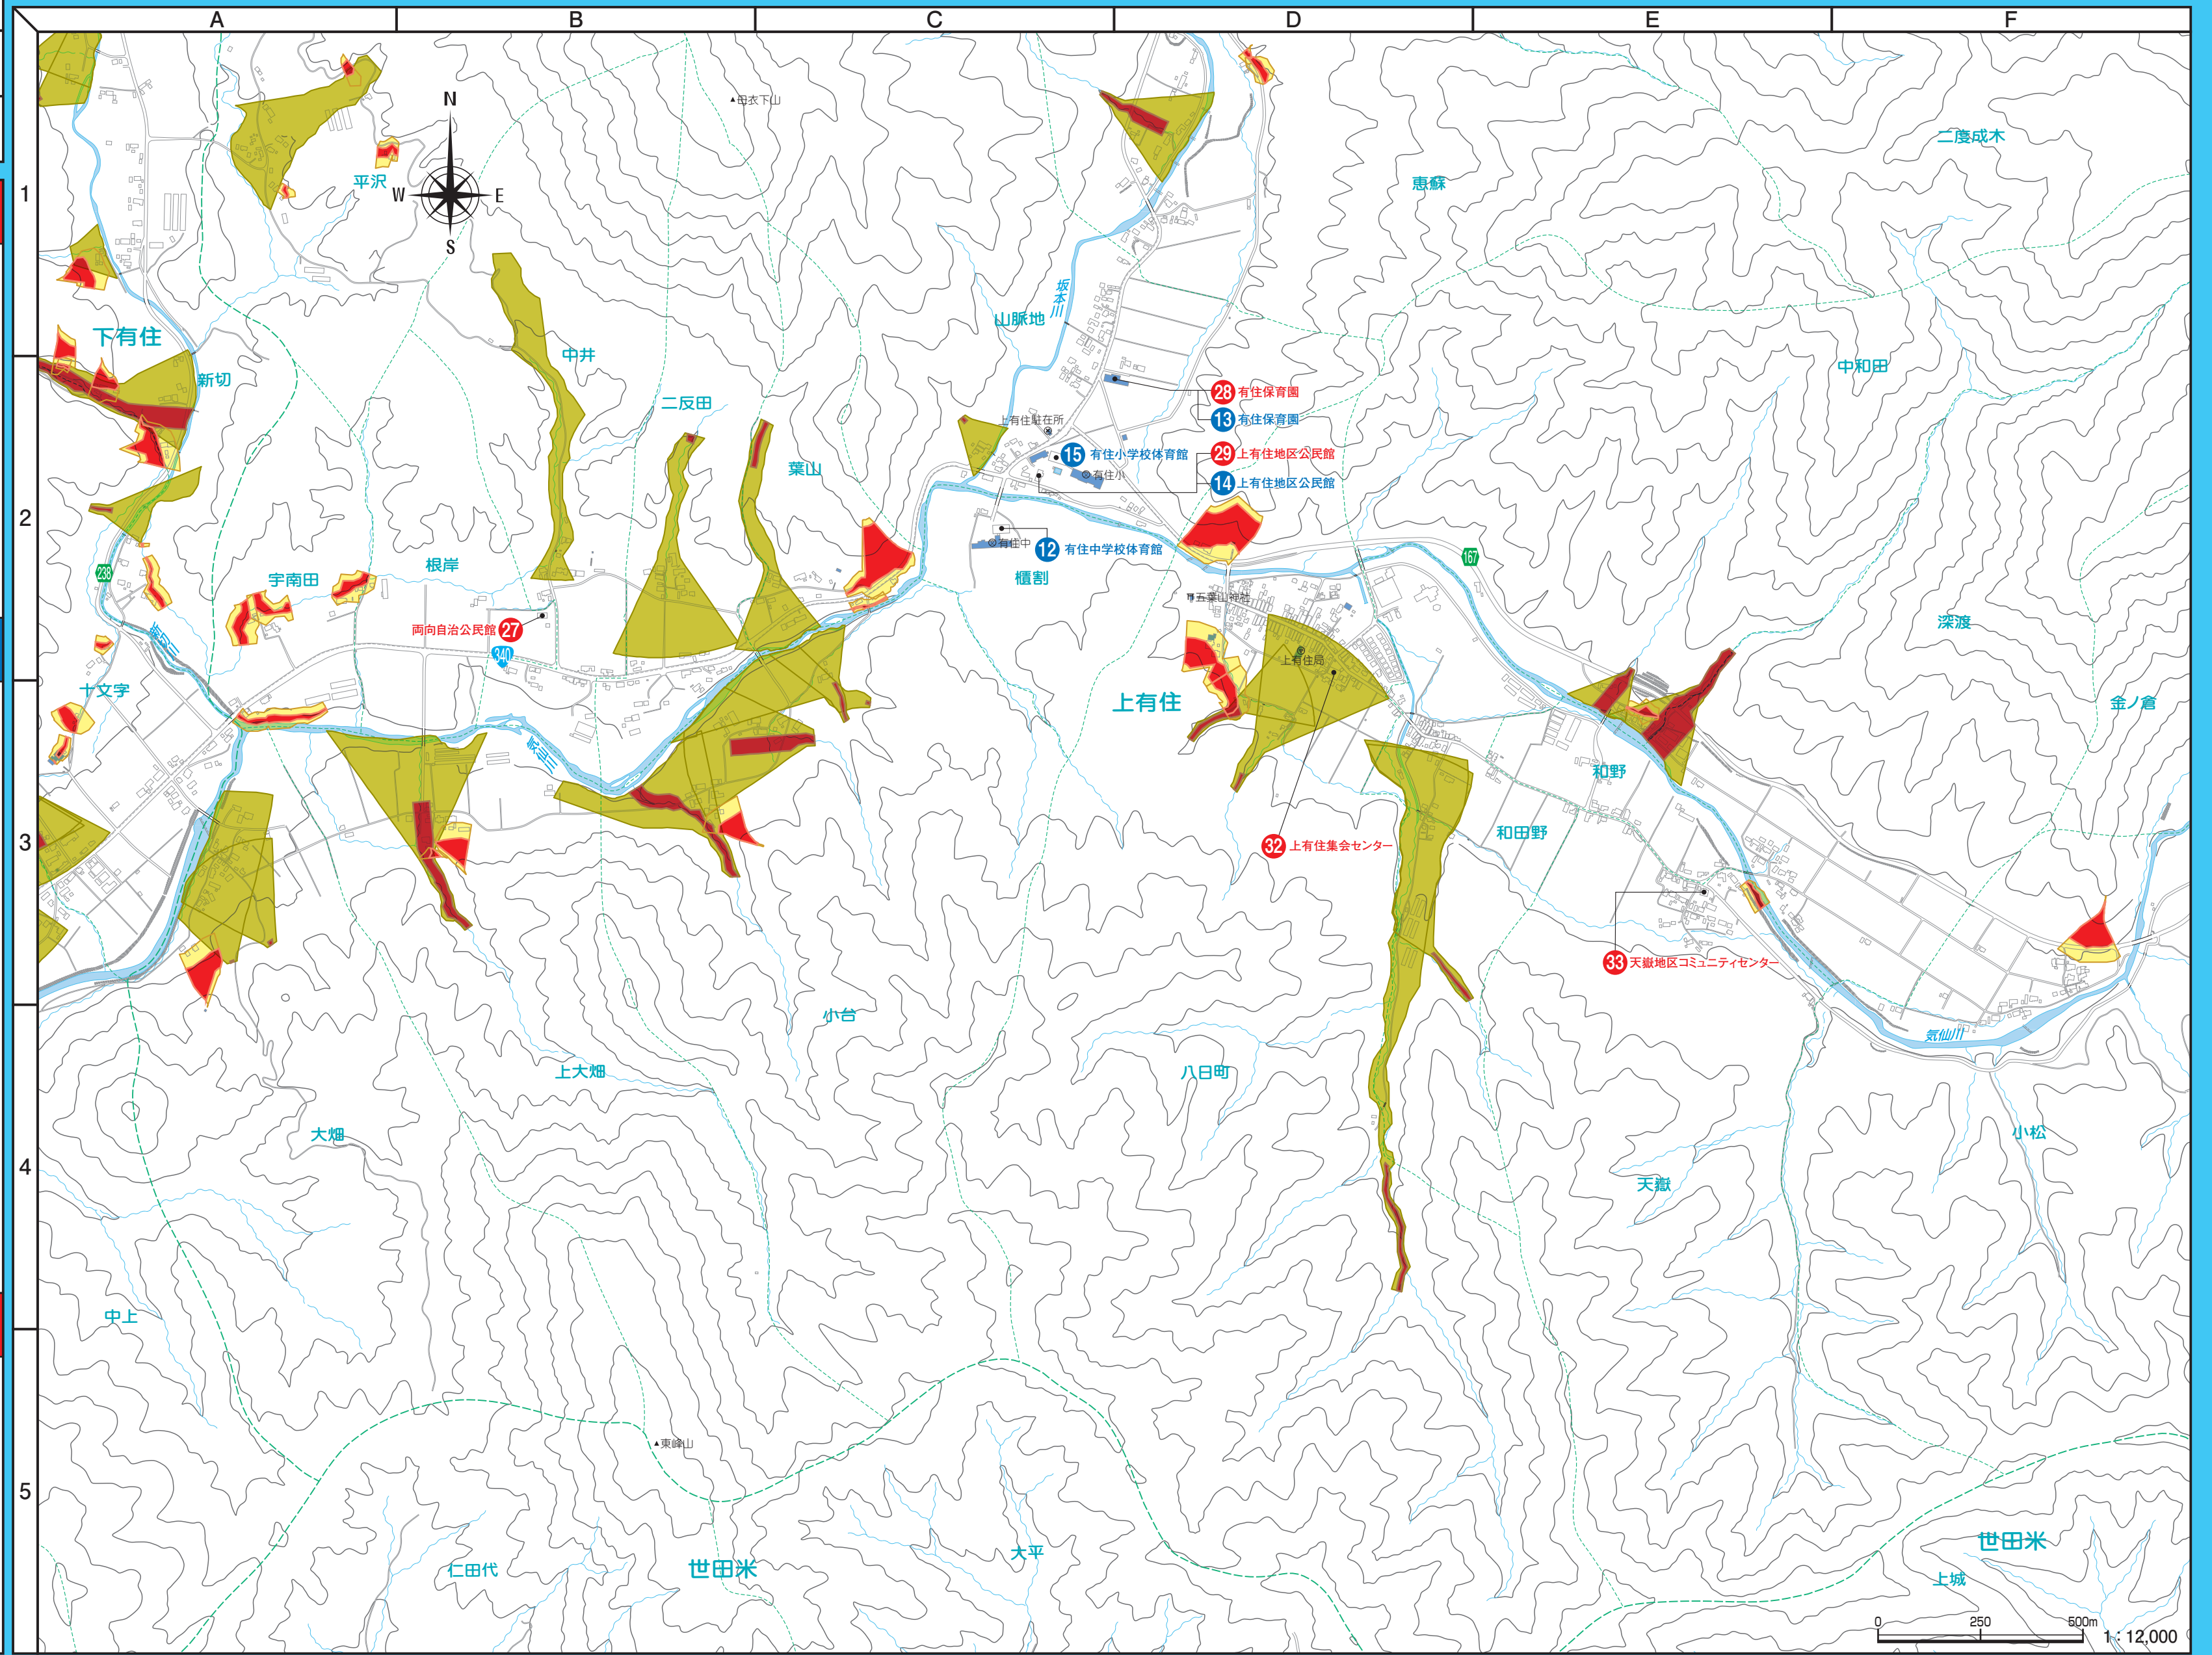 A
B
C
D
E
F
1
2
3
4
5
N
W
E
S
母衣下山
平沢
二度成木
恵蘇
坂本川
山脈地
下有住
新切
中井
中和田
二反田
28 有住保育園
13 有住保育園
上有住駐在所
15 有住小学校体育館
29 上有住地区公民館
葉山
有住小
14 上有住地区公民館
有住中
12 有住中学校体育館
167
238
宇南田
根岸
櫃割
五葉山神社
深渡
両向自治公民館 27
340
上有住局
十文字
上有住
金ノ倉
気仙川
和野
和田野
32 上有住集会センター
33 天嶽地区コミュニティセンター
小台
気仙川
上大畑
八日町
大畑
小松
天嶽
中上
東峰山
世田米
大平
仁田代
世田米
上城
0 250 500m
1:12,000